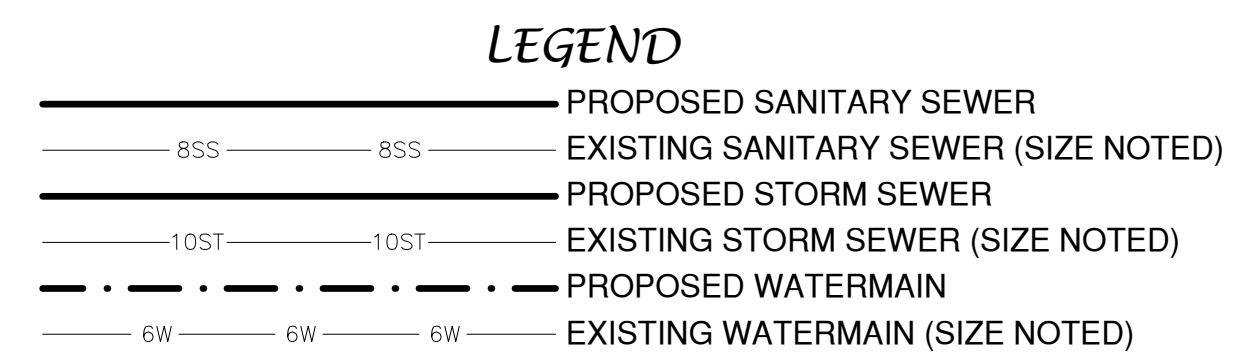 LEGEND
PROPOSED SANITARY SEWER
8SS 8SS EXISTING SANITARY SEWER (SIZE NOTED)
PROPOSED STORM SEWER
10ST 10ST EXISTING STORM SEWER (SIZE NOTED)
PROPOSED WATERMAIN
6W 6W 6W EXISTING WATERMAIN (SIZE NOTED)